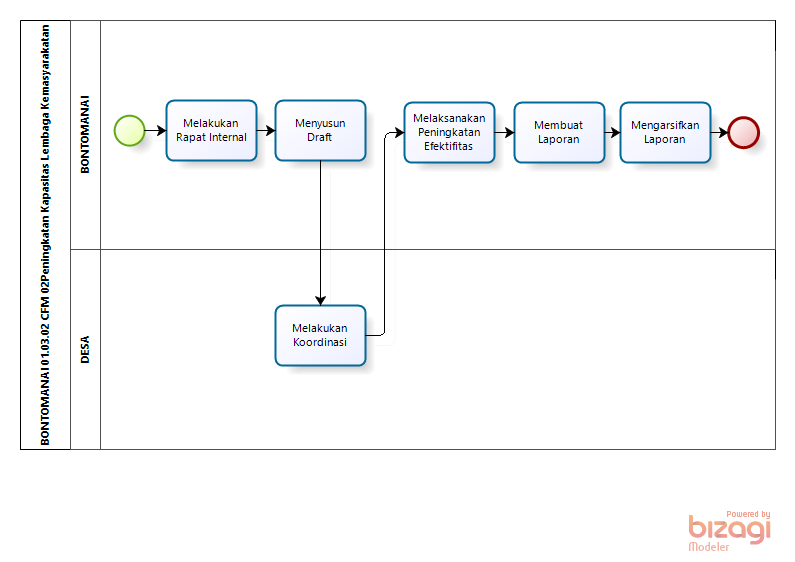 BONTOMANAI 01.03.02 CFM 02Peningkatan Kapasitas Lembaga Kemasyarakatan
BONTOMANAI
Melakukan
Rapat Internal
Menyusun
Draft
Melaksanakan
Peningkatan
Efektifitas
Membuat
Laporan
Mengarsifkan
Laporan
DESA
Melakukan
Koordinasi
Powered by
bizagi
Modeler